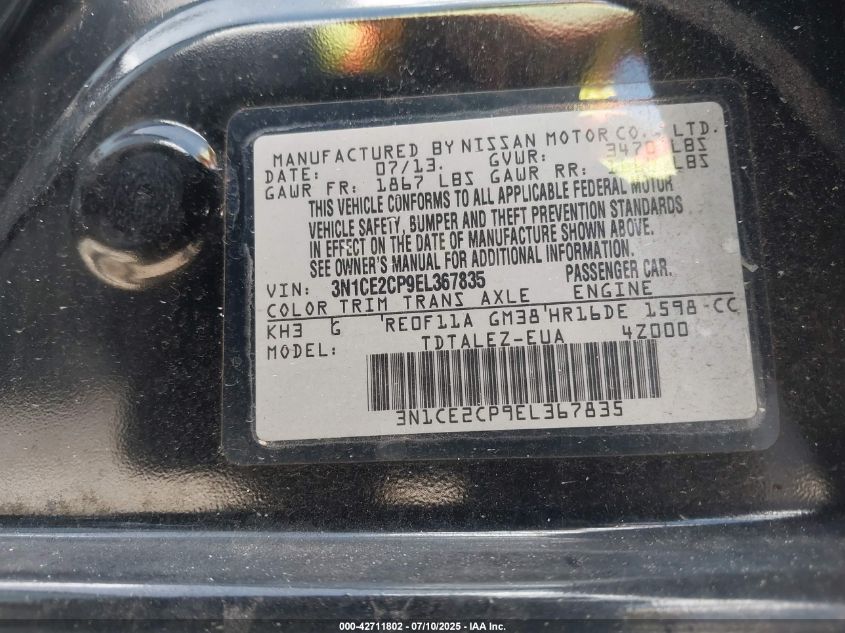 MANUFACTURED BY NISSAN MOTOR CO., LTD.
DATE: 07/13. GVWR: 3470 LBS
GAWR FR: 1867 LBS GAWR RR: LBS
THIS VEHICLE CONFORMS TO ALL APPLICABLE FEDERAL MOTOR
VEHICLE SAFETY, BUMPER AND THEFT PREVENTION STANDARDS
IN EFFECT ON THE DATE OF MANUFACTURE SHOWN ABOVE.
SEE OWNER'S MANUAL FOR ADDITIONAL INFORMATION.
VIN: 3N1CE2CP9EL367835 PASSENGER CAR.
COLOR TRIM TRANS AXLE ENGINE
KH3 G RE0F11A GM38 HR16DE 1598-CC
MODEL: TDTALEZ-EUA 4Z000
3N1CE2CP9EL367835
000-42711802 - 07/10/2025 - IAA Inc.